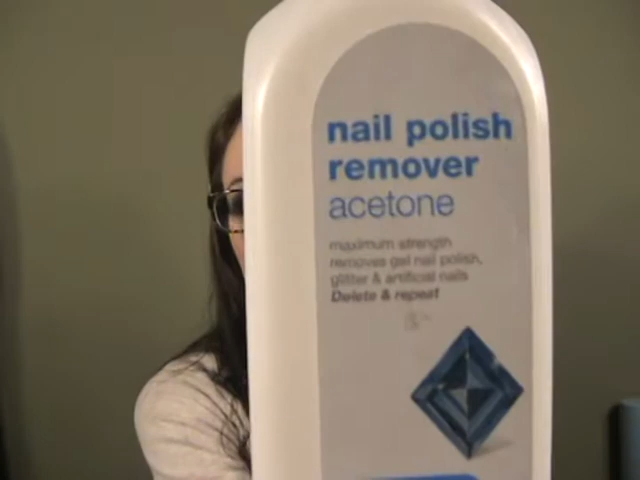 nail polish
remover
acetone
maximum strength
removes gel nail polish,
glitter & artificial nails
Delete & repeat